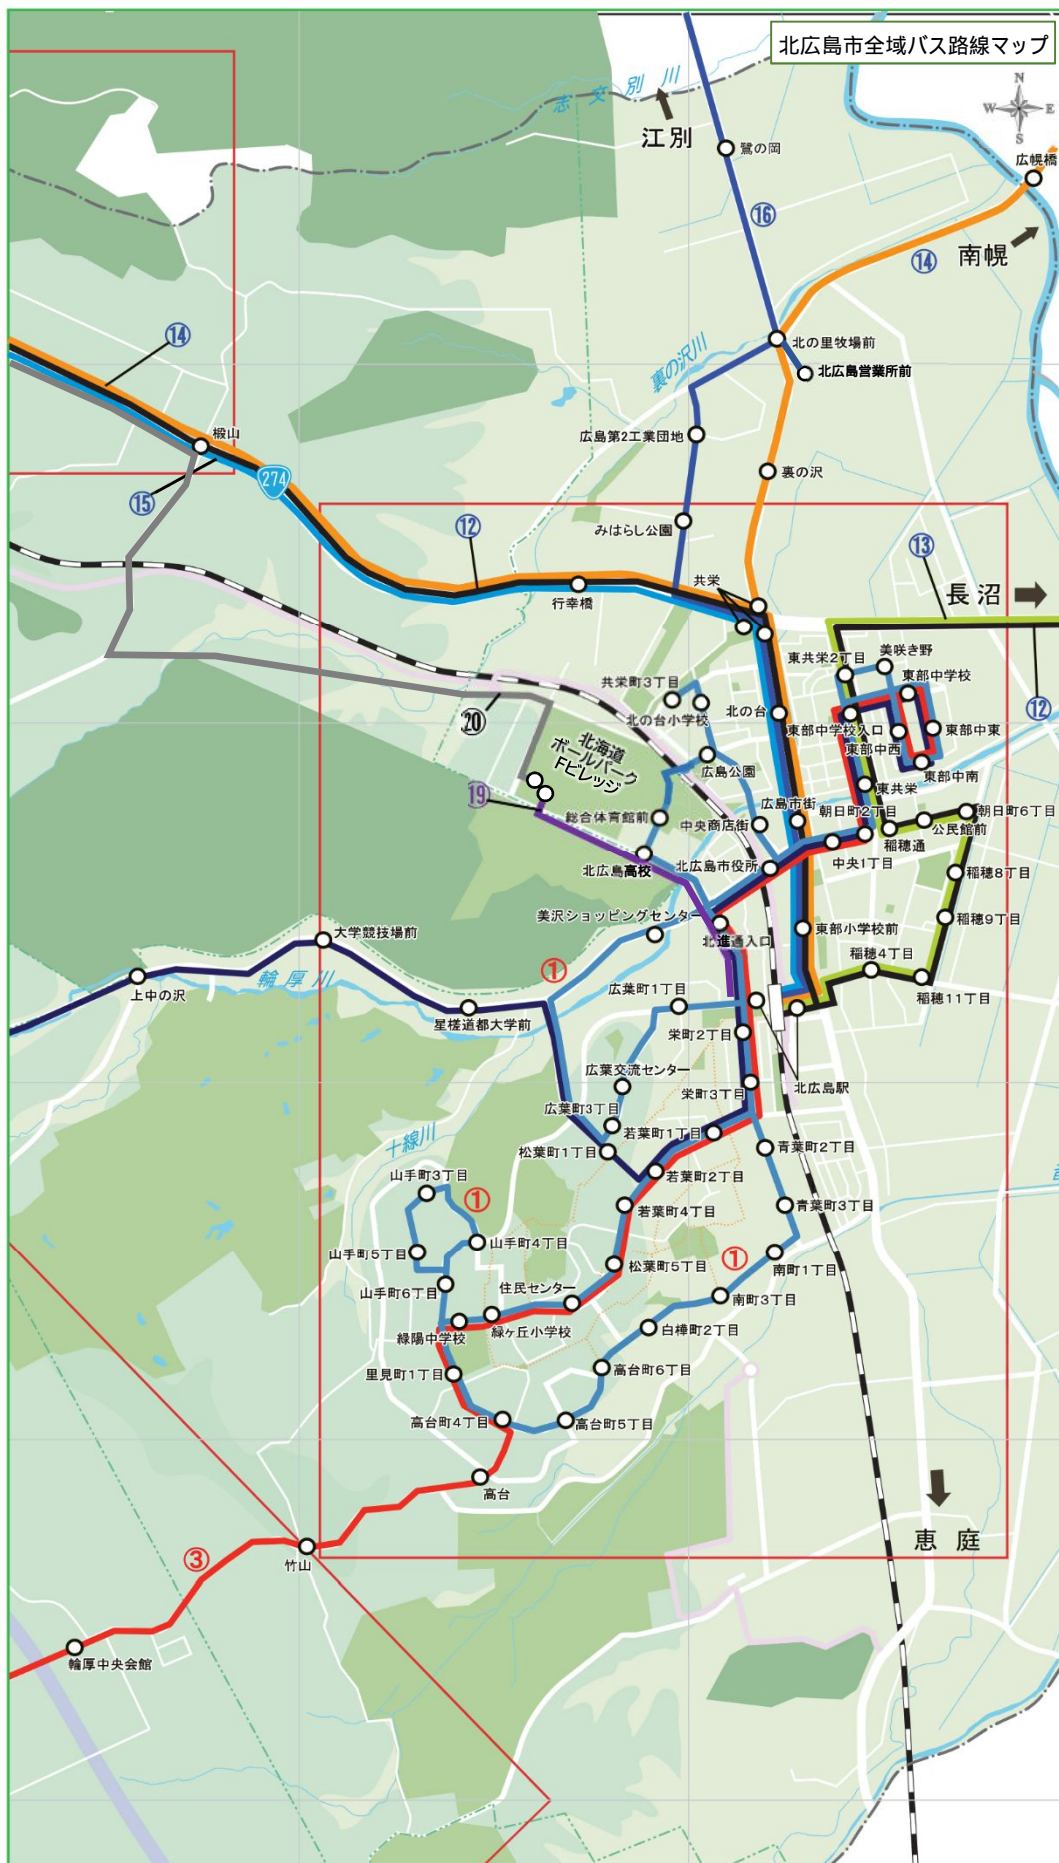 北広島市全域バス路線マップ
N
W
E
S
志文別川
江別
鷺の岡
広幌橋
⑯
南幌
⑭
⑭
北の里牧場前
裏の沢川
北広島営業所前
椴山
広島第2工業団地
274
⑮
裏の沢
⑫
みはらし公園
⑬
共栄
行幸橋
長沼
東共栄2丁目
美咲き野
共栄町3丁目
東部中学校
北の台小学校
北の台
⑫
⑳
東部中学校入口
東部中東
東部中西
北海道
ボールパーク
Fビレッジ
広島公園
東部中南
東共栄
⑲
広島市街
朝日町2丁目
朝日町6丁目
総合体育館前
中央商店街
公民館前
稲穂通
北広島高校
北広島市役所
中央1丁目
稲穂8丁目
美沢ショッピングセンター
稲穂9丁目
大学競技場前
北進通入口
東部小学校前
稲穂4丁目
①
輪厚川
上中の沢
稲穂11丁目
広葉町1丁目
星槎道都大学前
栄町2丁目
広葉交流センター
栄町3丁目
北広島駅
広葉町3丁目
十線川
若葉町1丁目
松葉町1丁目
青葉町2丁目
山手町3丁目
若葉町2丁目
①
若葉町4丁目
青葉町3丁目
山手町4丁目
山手町5丁目
松葉町5丁目
①
南町1丁目
山手町6丁目
住民センター
南町3丁目
緑陽中学校
緑ヶ丘小学校
白樺町2丁目
里見町1丁目
高台町6丁目
高台町4丁目
高台町5丁目
高台
恵庭
竹山
③
輪厚中央会館